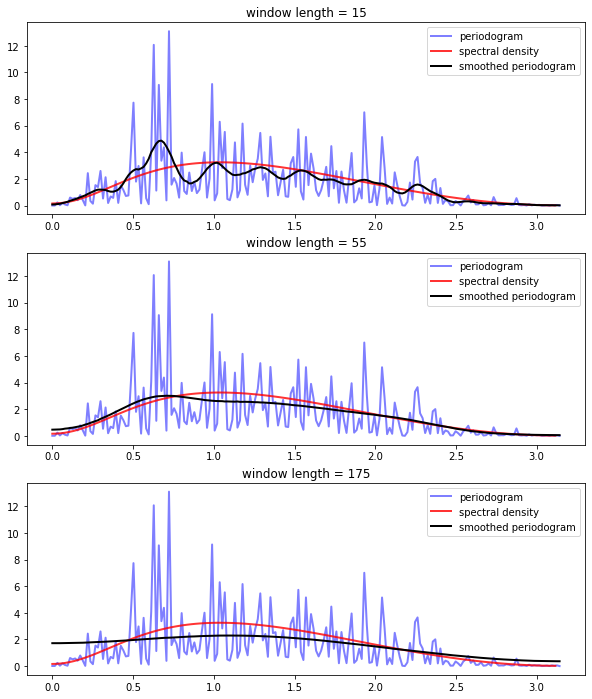 window length = 15
12
10
8
6
4
2
0
periodogram
spectral density
smoothed periodogram
0.0 0.5 1.0 1.5 2.0 2.5 3.0
window length = 55
12
10
8
6
4
2
0
periodogram
spectral density
smoothed periodogram
0.0 0.5 1.0 1.5 2.0 2.5 3.0
window length = 175
12
10
8
6
4
2
0
periodogram
spectral density
smoothed periodogram
0.0 0.5 1.0 1.5 2.0 2.5 3.0